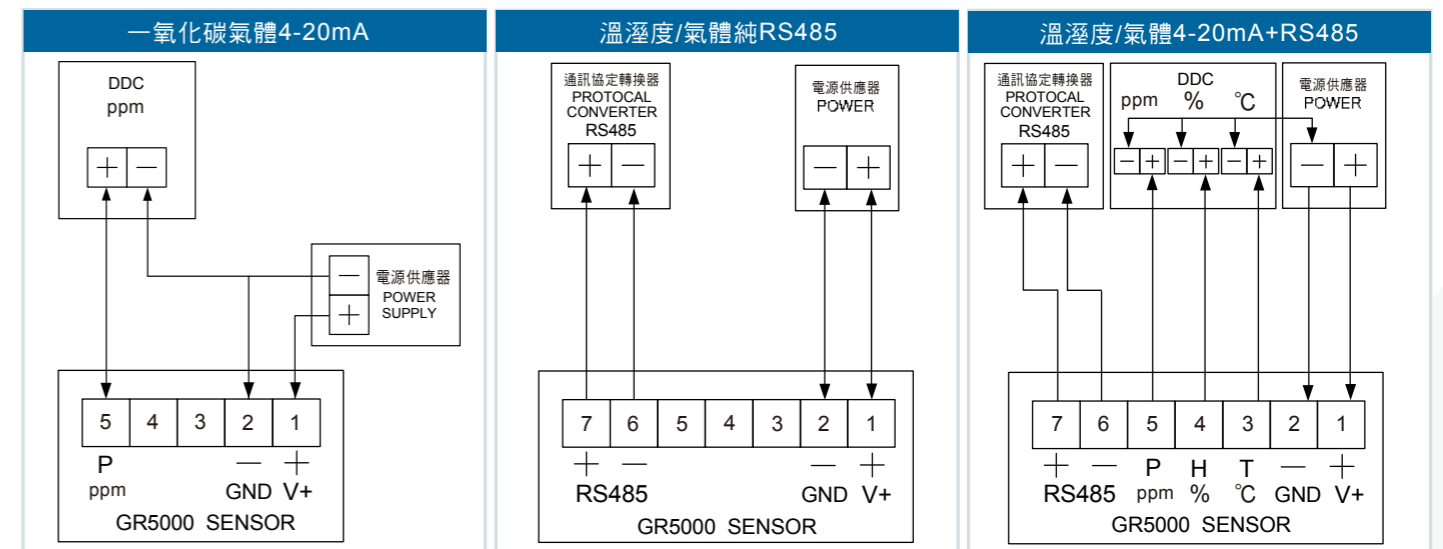 一氧化碳氣體4-20mA
DDC
ppm
+ −
− 電源供應器
POWER
+ SUPPLY
5 4 3 2 1
P − +
ppm GND V+
GR5000 SENSOR
溫溼度/氣體純RS485
通訊協定轉換器
PROTOCAL
CONVERTER
RS485
+ −
電源供應器
POWER
− +
7 6 5 4 3 2 1
+ − − +
RS485 GND V+
GR5000 SENSOR
溫溼度/氣體4-20mA+RS485
通訊協定轉換器
PROTOCAL
CONVERTER
RS485
+ −
DDC
ppm % °C
− + − + − +
電源供應器
POWER
− +
7 6 5 4 3 2 1
+ − P H T − +
RS485 ppm % °C GND V+
GR5000 SENSOR